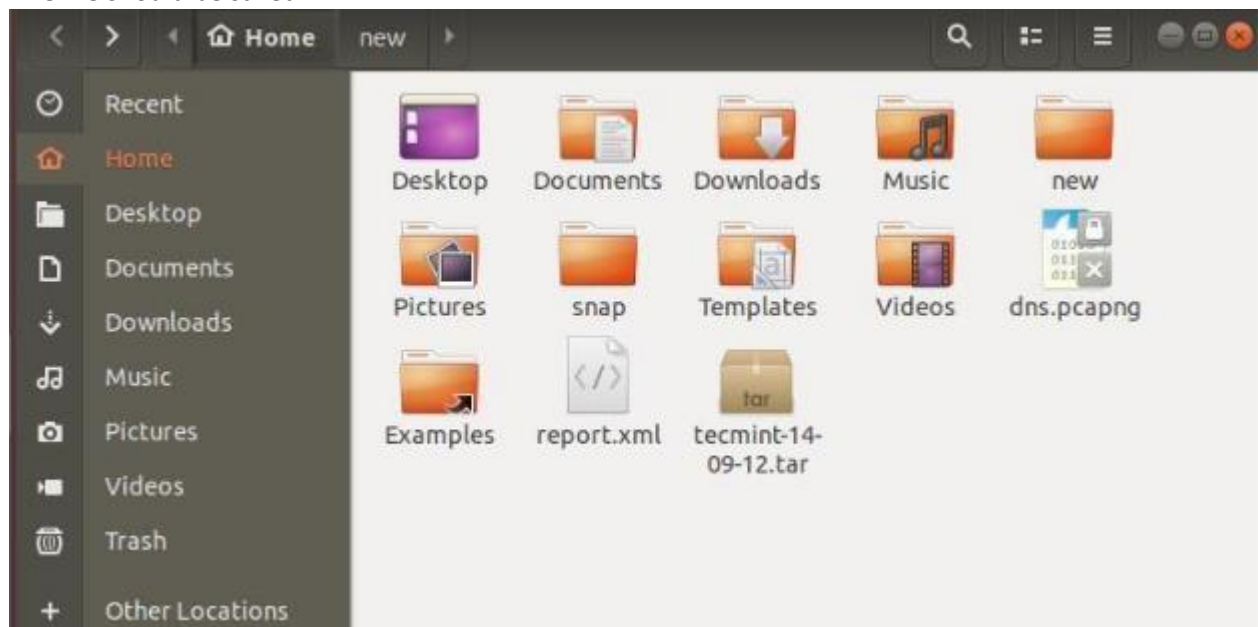 Home new
Recent
Home
Desktop
Documents
Downloads
Music
Pictures
Videos
Trash
Other Locations
Desktop Documents Downloads Music new
Pictures snap Templates Videos dns.pcapng
Examples report.xml tecmint-14-
09-12.tar
tar